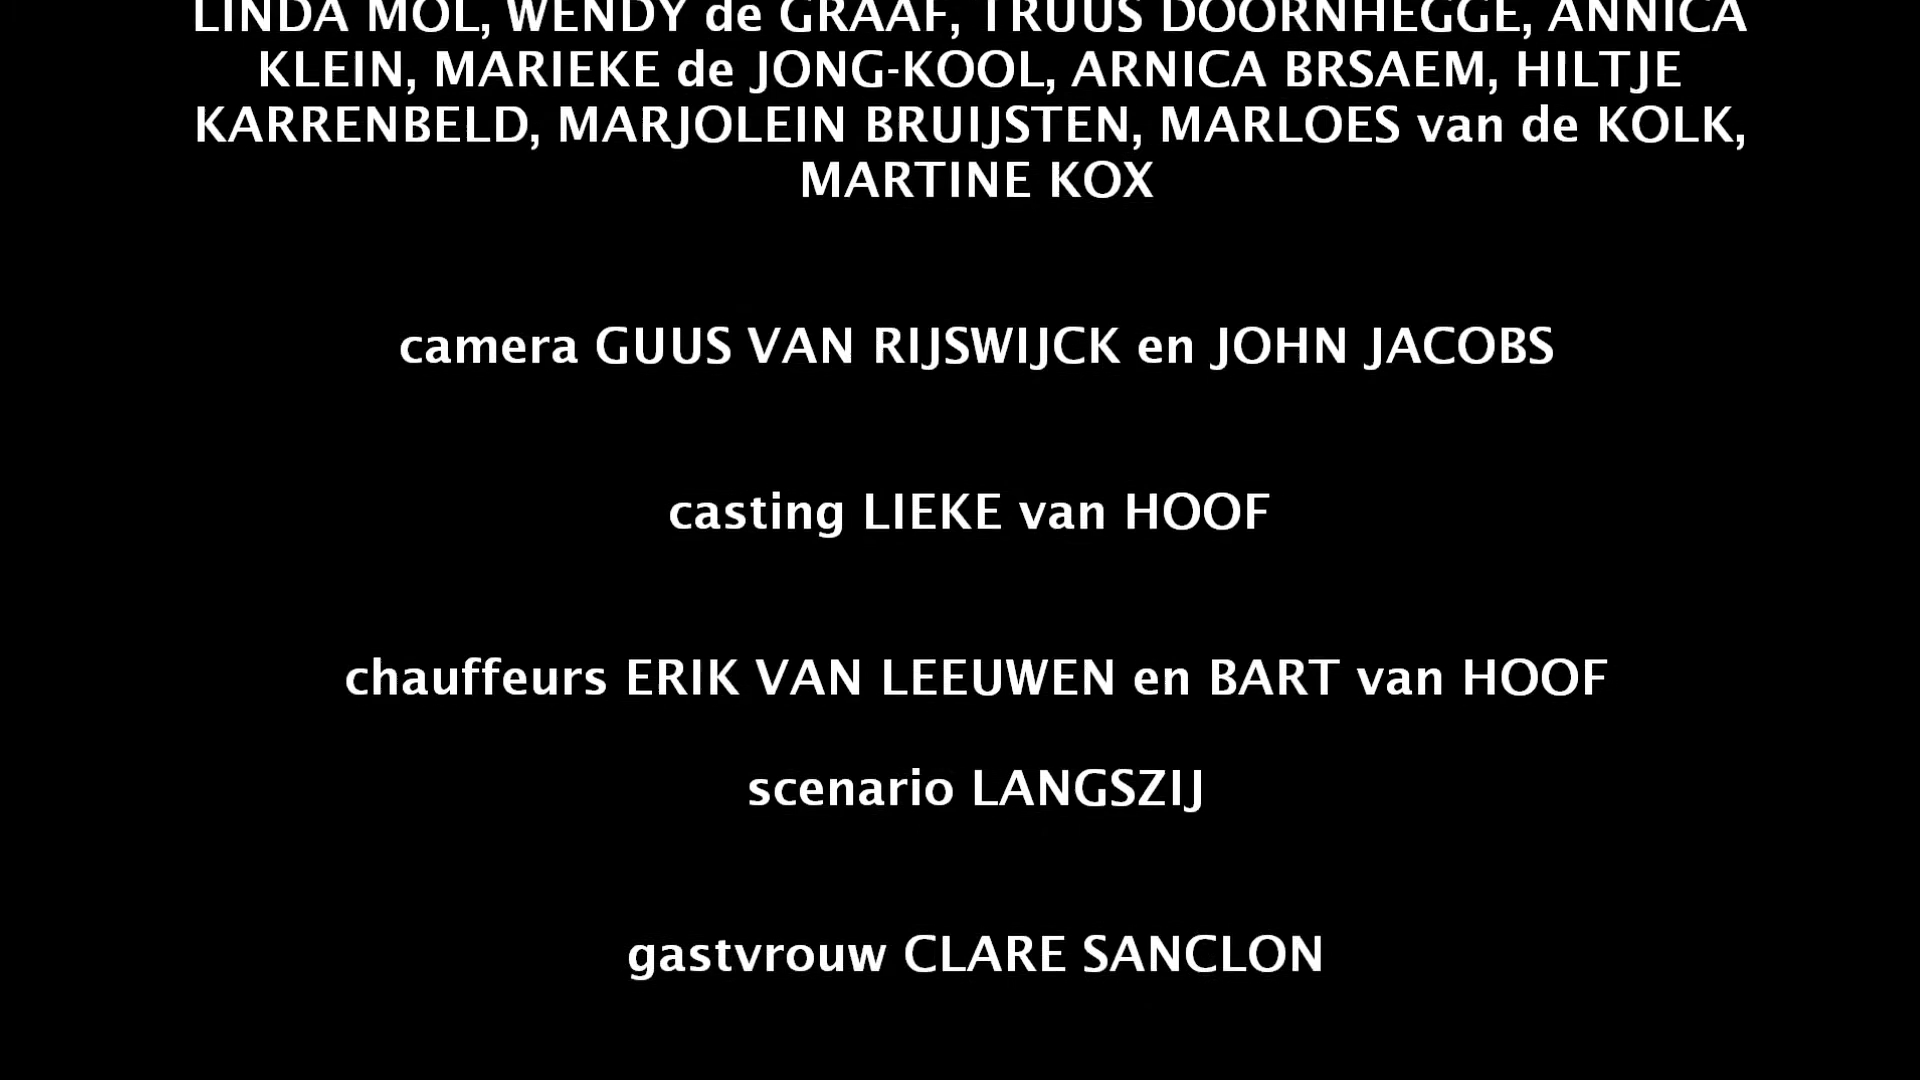 LINDA MOL, WENDY de GRAAF, TRUUS DOORNHEGGE, ANNICA
KLEIN, MARIEKE de JONG-KOOL, ARNICA BRSAEM, HILTJE
KARRENBELD, MARJOLEIN BRUIJSTEN, MARLOES van de KOLK,
MARTINE KOX
camera GUUS VAN RIJSWIJCK en JOHN JACOBS
casting LIEKE van HOOF
chauffeurs ERIK VAN LEEUWEN en BART van HOOF
scenario LANGSZIJ
gastvrouw CLARE SANCLON